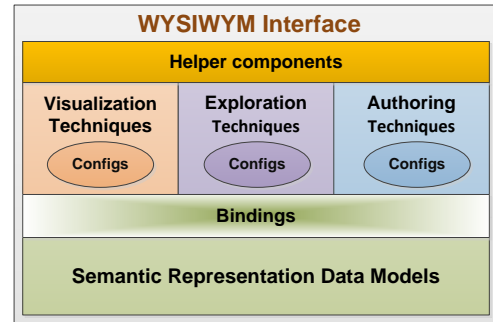 WYSIWYM Interface
Helper components
Visualization
Techniques
Configs
Exploration
Techniques
Configs
Authoring
Techniques
Configs
Bindings
Semantic Representation Data Models